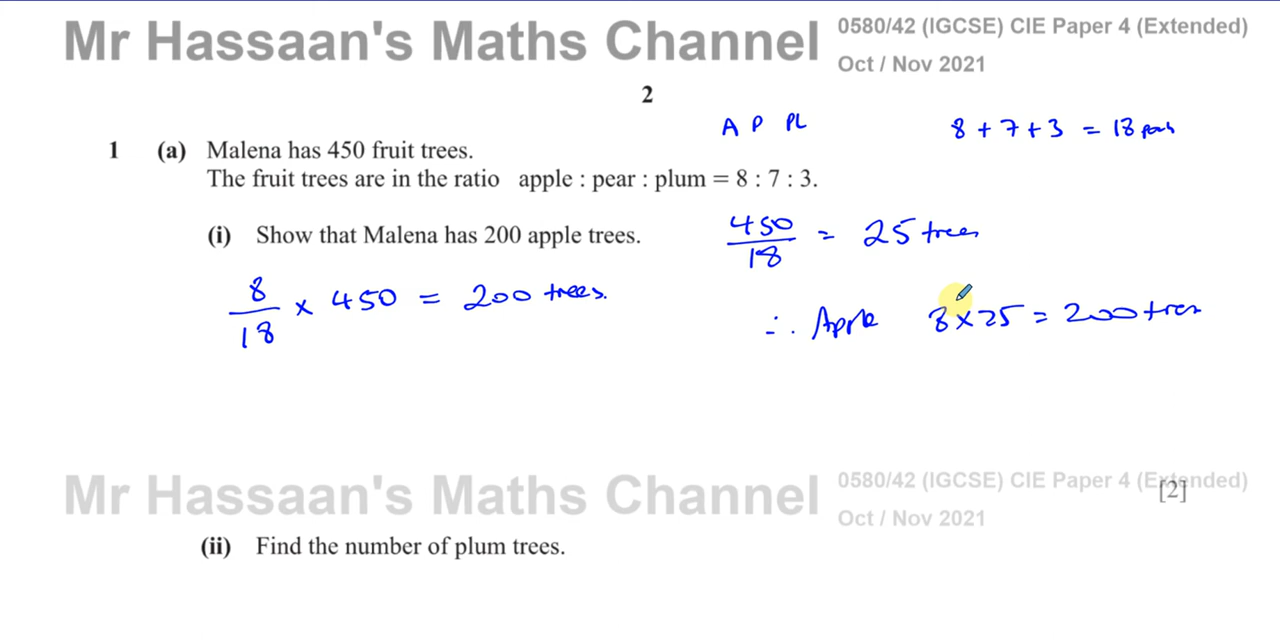 Mr Hassaan's Maths Channel
0580/42 (IGCSE) CIE Paper 4 (Extended)
Oct / Nov 2021
2
A P PL
8 + 7 + 3 = 18 parts
1 (a) Malena has 450 fruit trees.
The fruit trees are in the ratio apple : pear : plum = 8 : 7 : 3.
(i) Show that Malena has 200 apple trees.
450/18 = 25 trees
8/18 × 450 = 200 trees.
∴ Apple 8 × 25 = 200 trees
Mr Hassaan's Maths Channel
0580/42 (IGCSE) CIE Paper 4 (Extended)
[2]
Oct / Nov 2021
(ii) Find the number of plum trees.